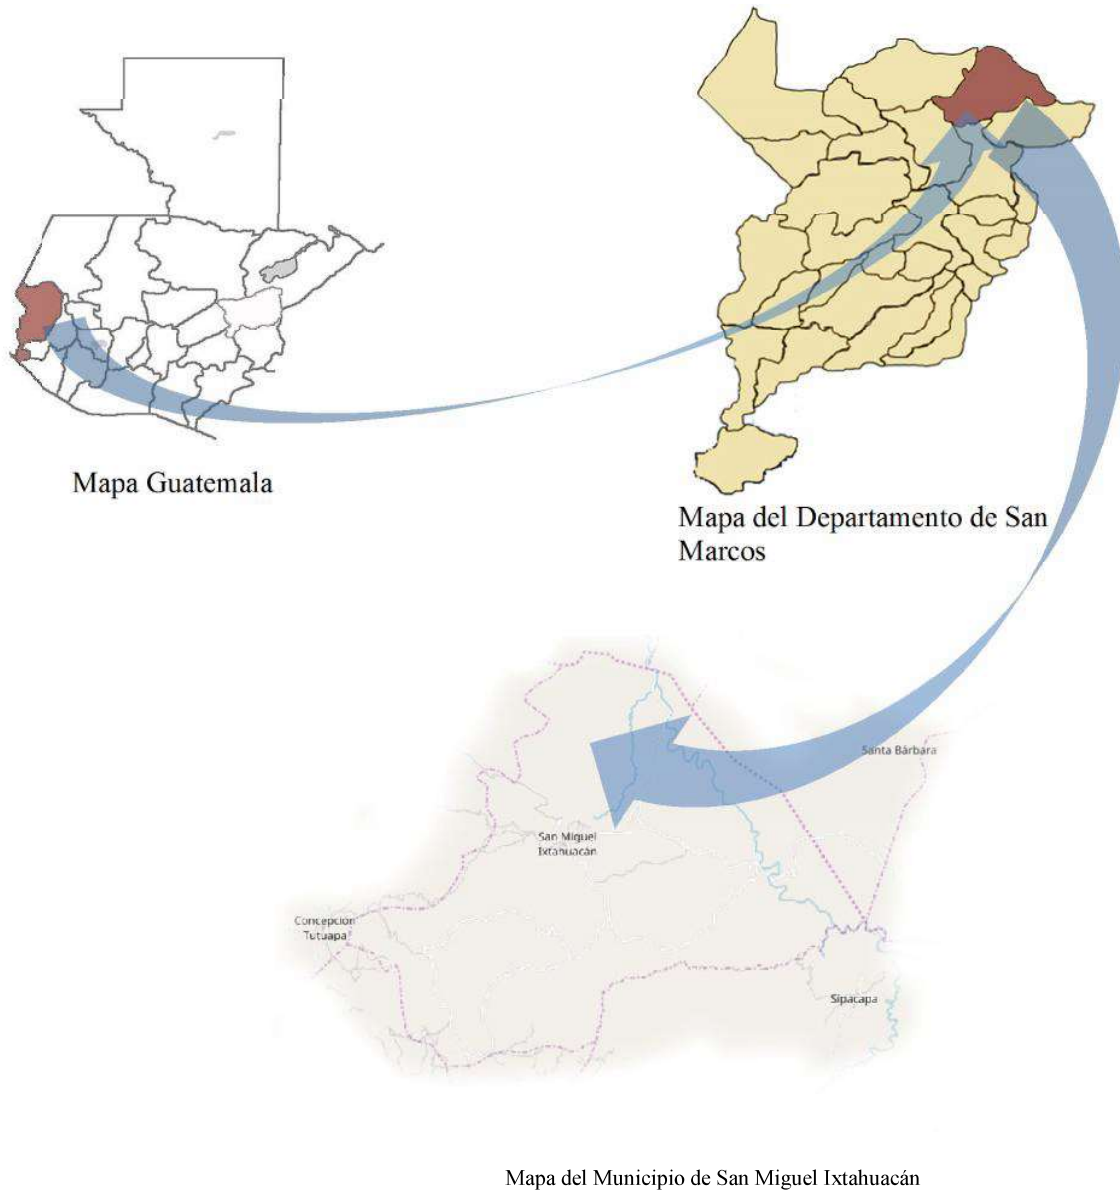 Mapa Guatemala
Mapa del Departamento de San
Marcos
Santa Bárbara
San Miguel
Ixtahuacán
Concepción
Tutuapa
Sipacapa
Mapa del Municipio de San Miguel Ixtahuacán